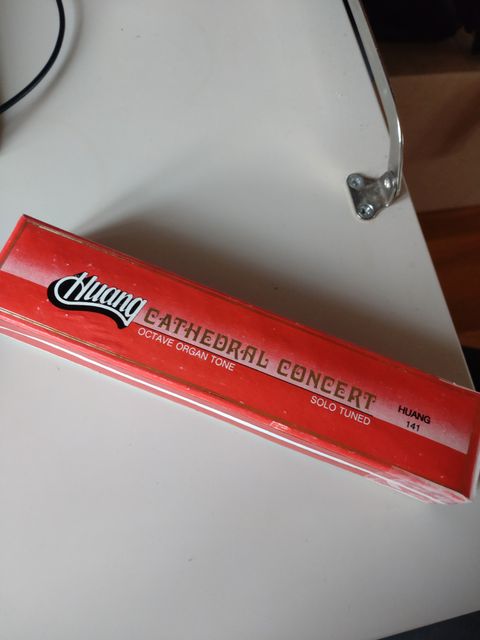 Huang
CATHEDRAL CONCERT
OCTAVE ORGAN TONE
SOLO TUNED
HUANG
141